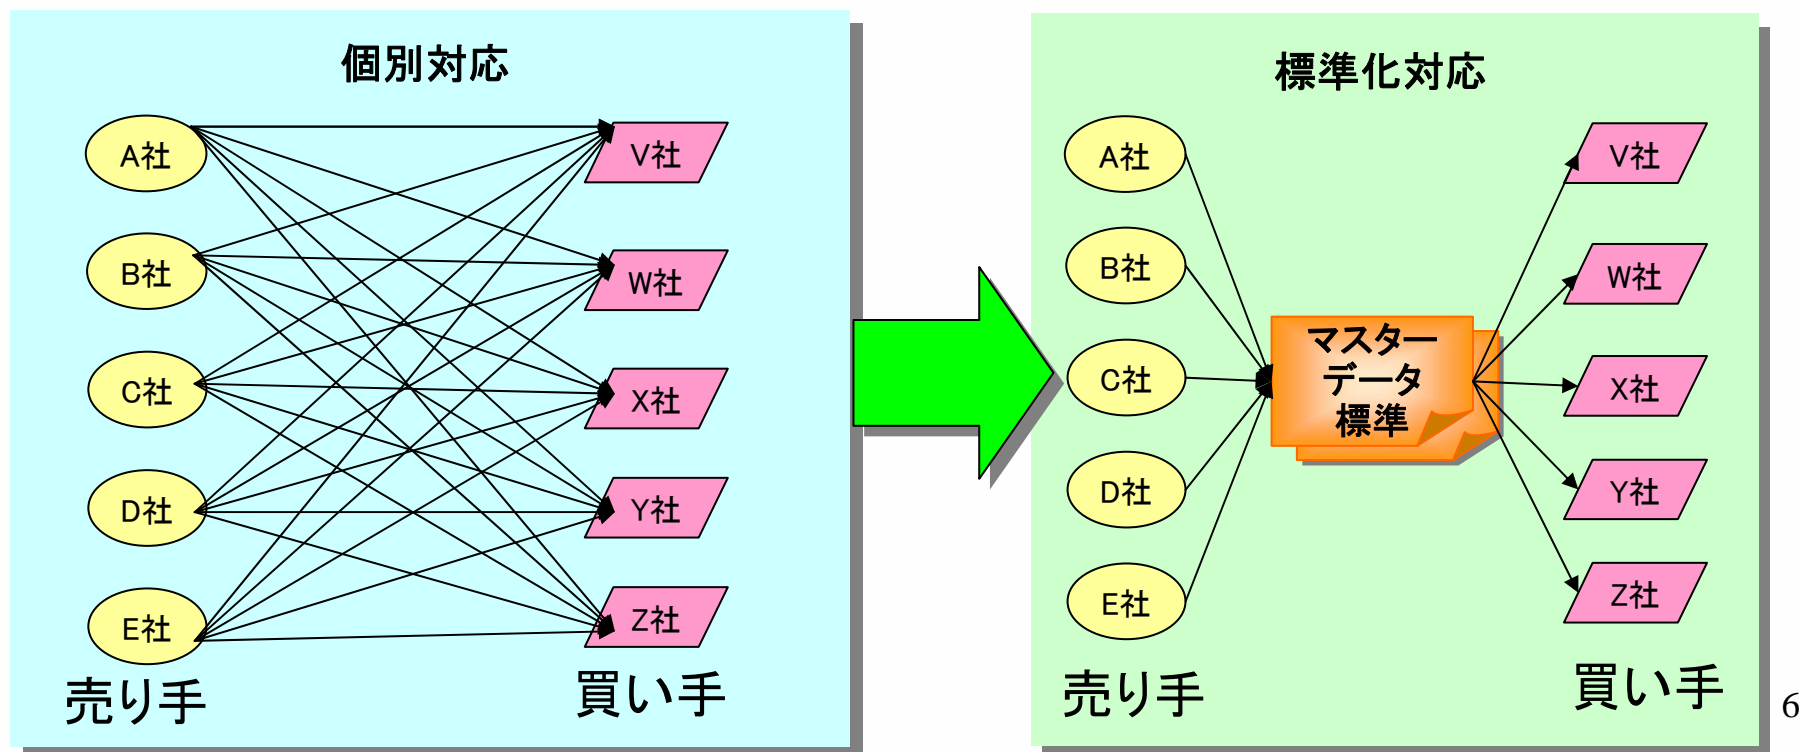 個別対応
A社
B社
C社
D社
E社
売り手
V社
W社
X社
Y社
Z社
買い手
標準化対応
A社
B社
C社
D社
E社
売り手
マスター
データ
標準
V社
W社
X社
Y社
Z社
買い手
6